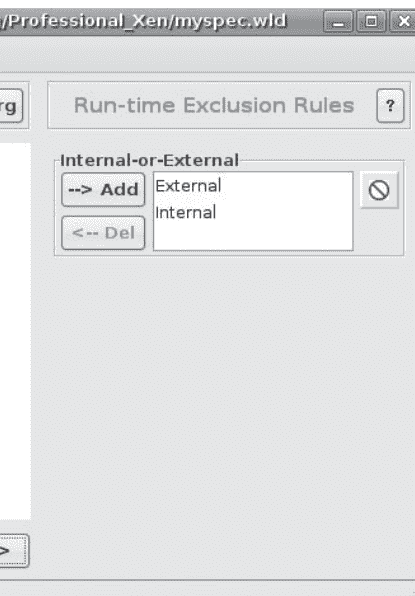 /Professional_Xen/myspec.wld
rg
Run-time Exclusion Rules ?
Internal-or-External
--> Add
External
Internal
<-- Del
>